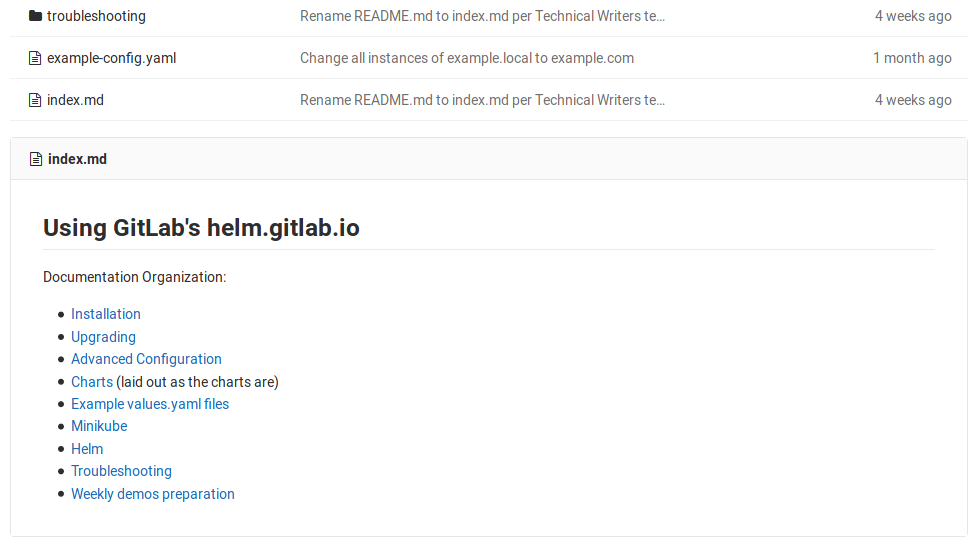 troubleshooting Rename README.md to index.md per Technical Writers te... 4 weeks ago
example-config.yaml Change all instances of example.local to example.com 1 month ago
index.md Rename README.md to index.md per Technical Writers te... 4 weeks ago
index.md
Using GitLab's helm.gitlab.io
Documentation Organization:
• Installation
• Upgrading
• Advanced Configuration
• Charts (laid out as the charts are)
• Example values.yaml files
• Minikube
• Helm
• Troubleshooting
• Weekly demos preparation